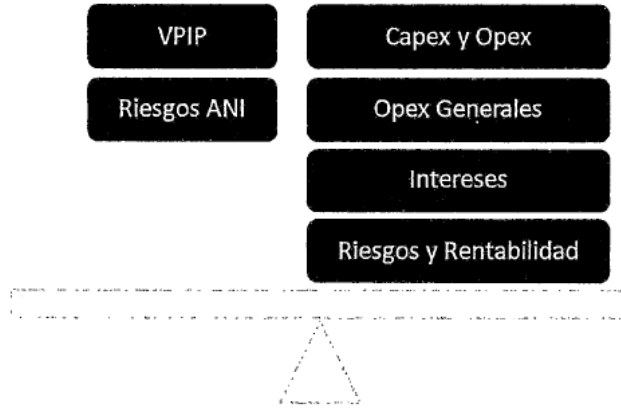 VPIP
Capex y Opex
Riesgos ANI
Opex Generales
Intereses
Riesgos y Rentabilidad